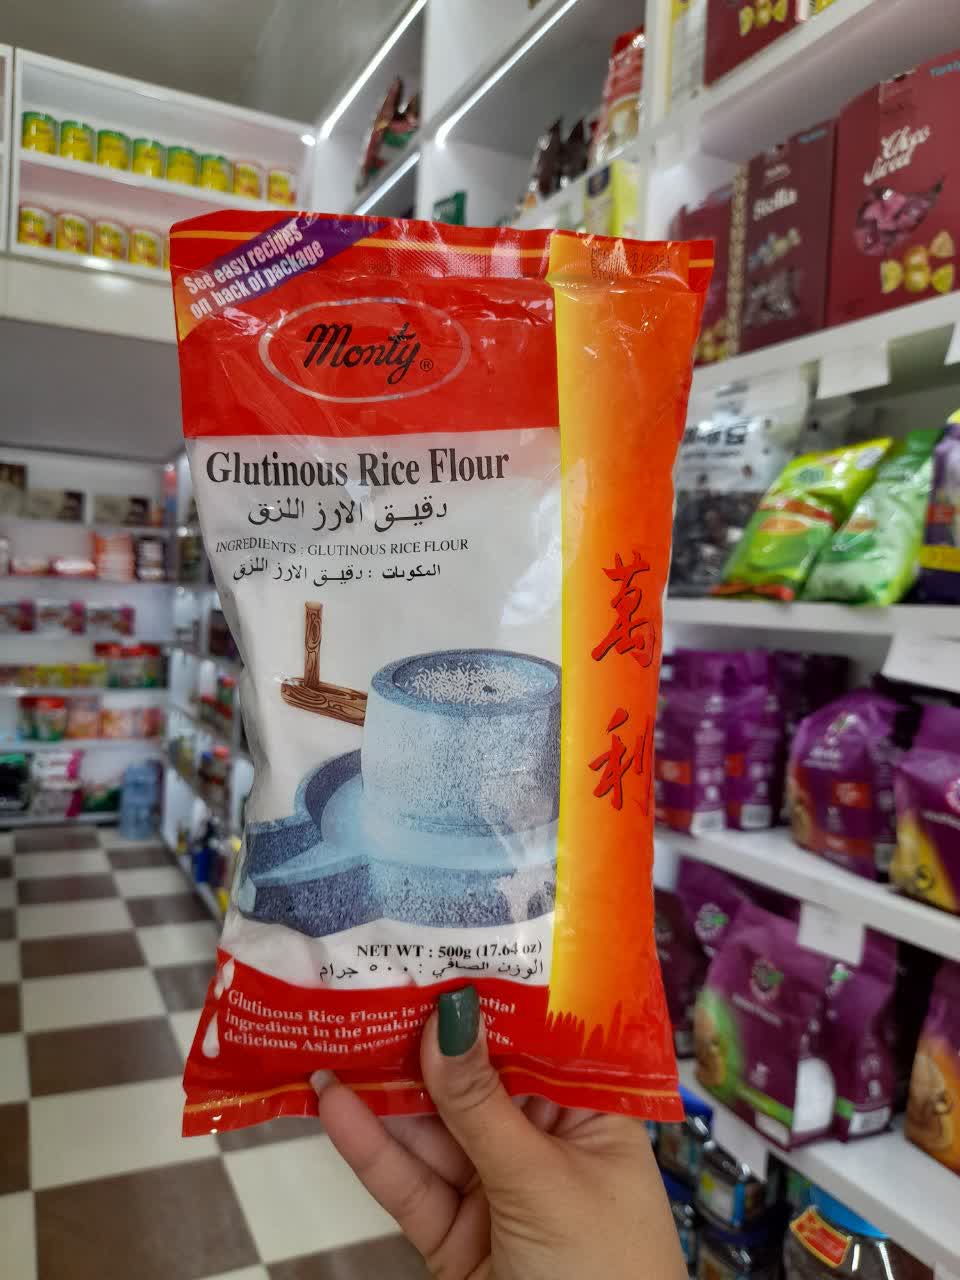 See easy recipes
on back of package
Monty®
Glutinous Rice Flour
دقيق الارز اللزق
INGREDIENTS : GLUTINOUS RICE FLOUR
المكونات : دقيق الارز اللزق
萬利
NET WT : 500g (17.64 oz)
الوزن الصافي : ٥٠٠ جرام
Glutinous Rice Flour is
ingredient in the
delicious Asian sweets
Stella